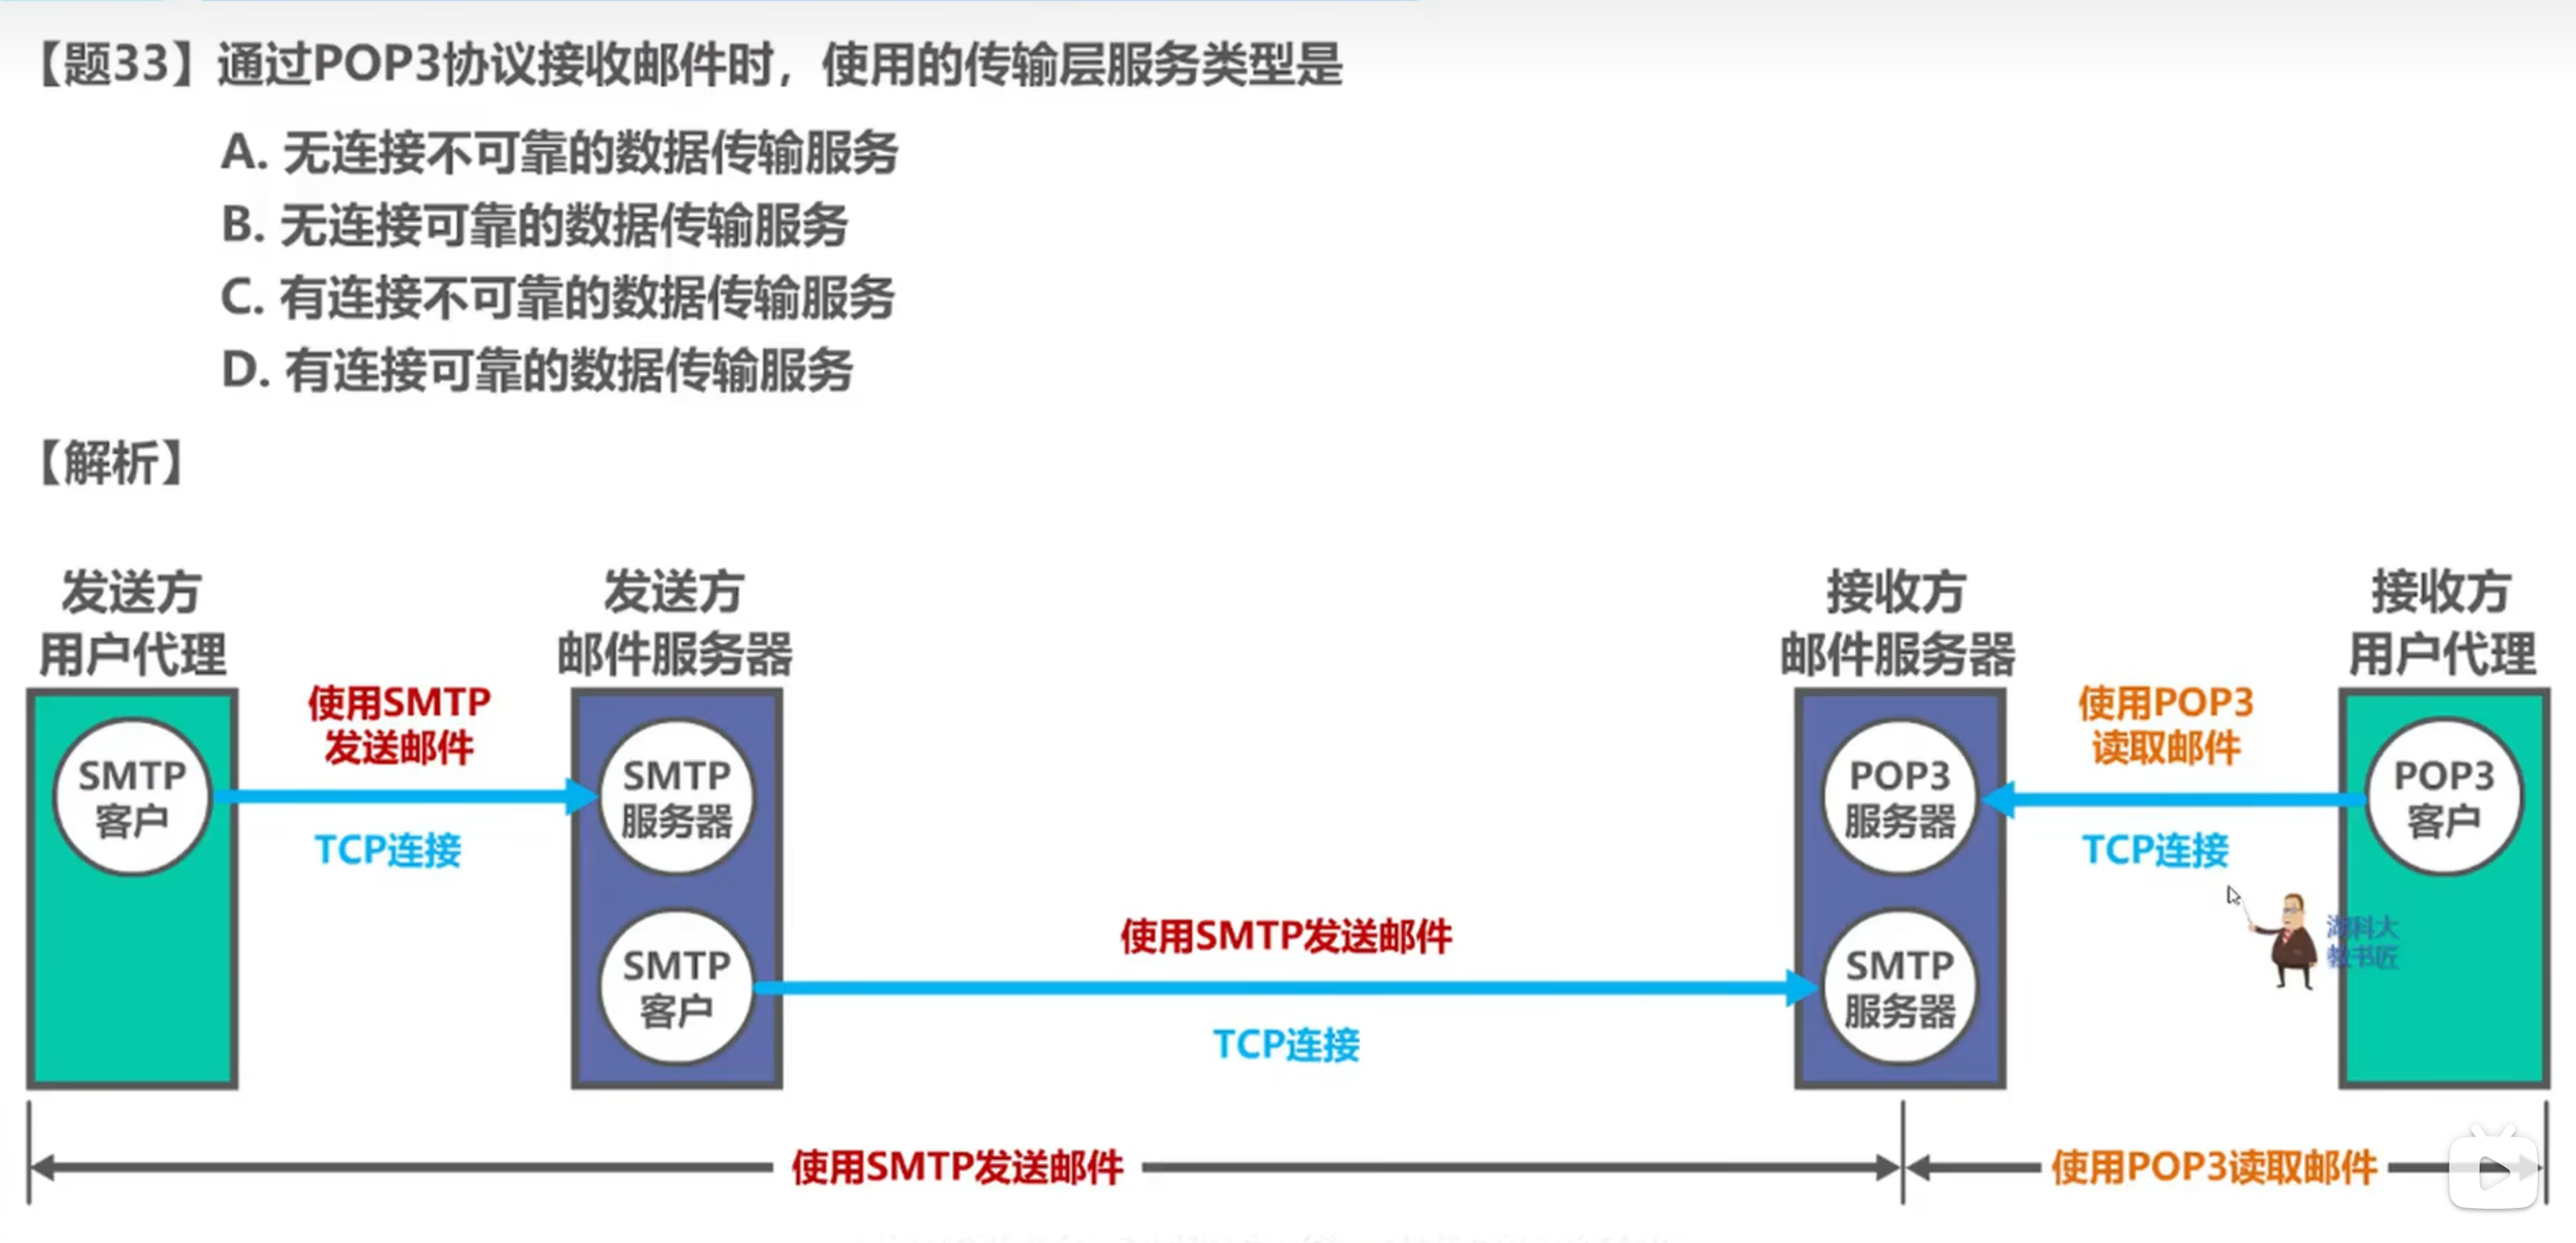 【题33】通过POP3协议接收邮件时，使用的传输层服务类型是
A. 无连接不可靠的数据传输服务
B. 无连接可靠的数据传输服务
C. 有连接不可靠的数据传输服务
D. 有连接可靠的数据传输服务
【解析】
发送方
用户代理
发送方
邮件服务器
接收方
邮件服务器
接收方
用户代理
使用SMTP
发送邮件
使用POP3
读取邮件
SMTP
客户
SMTP
服务器
POP3
服务器
POP3
客户
TCP连接
TCP连接
SMTP
客户
使用SMTP发送邮件
SMTP
服务器
湖科大
教书匠
TCP连接
使用SMTP发送邮件
使用POP3读取邮件